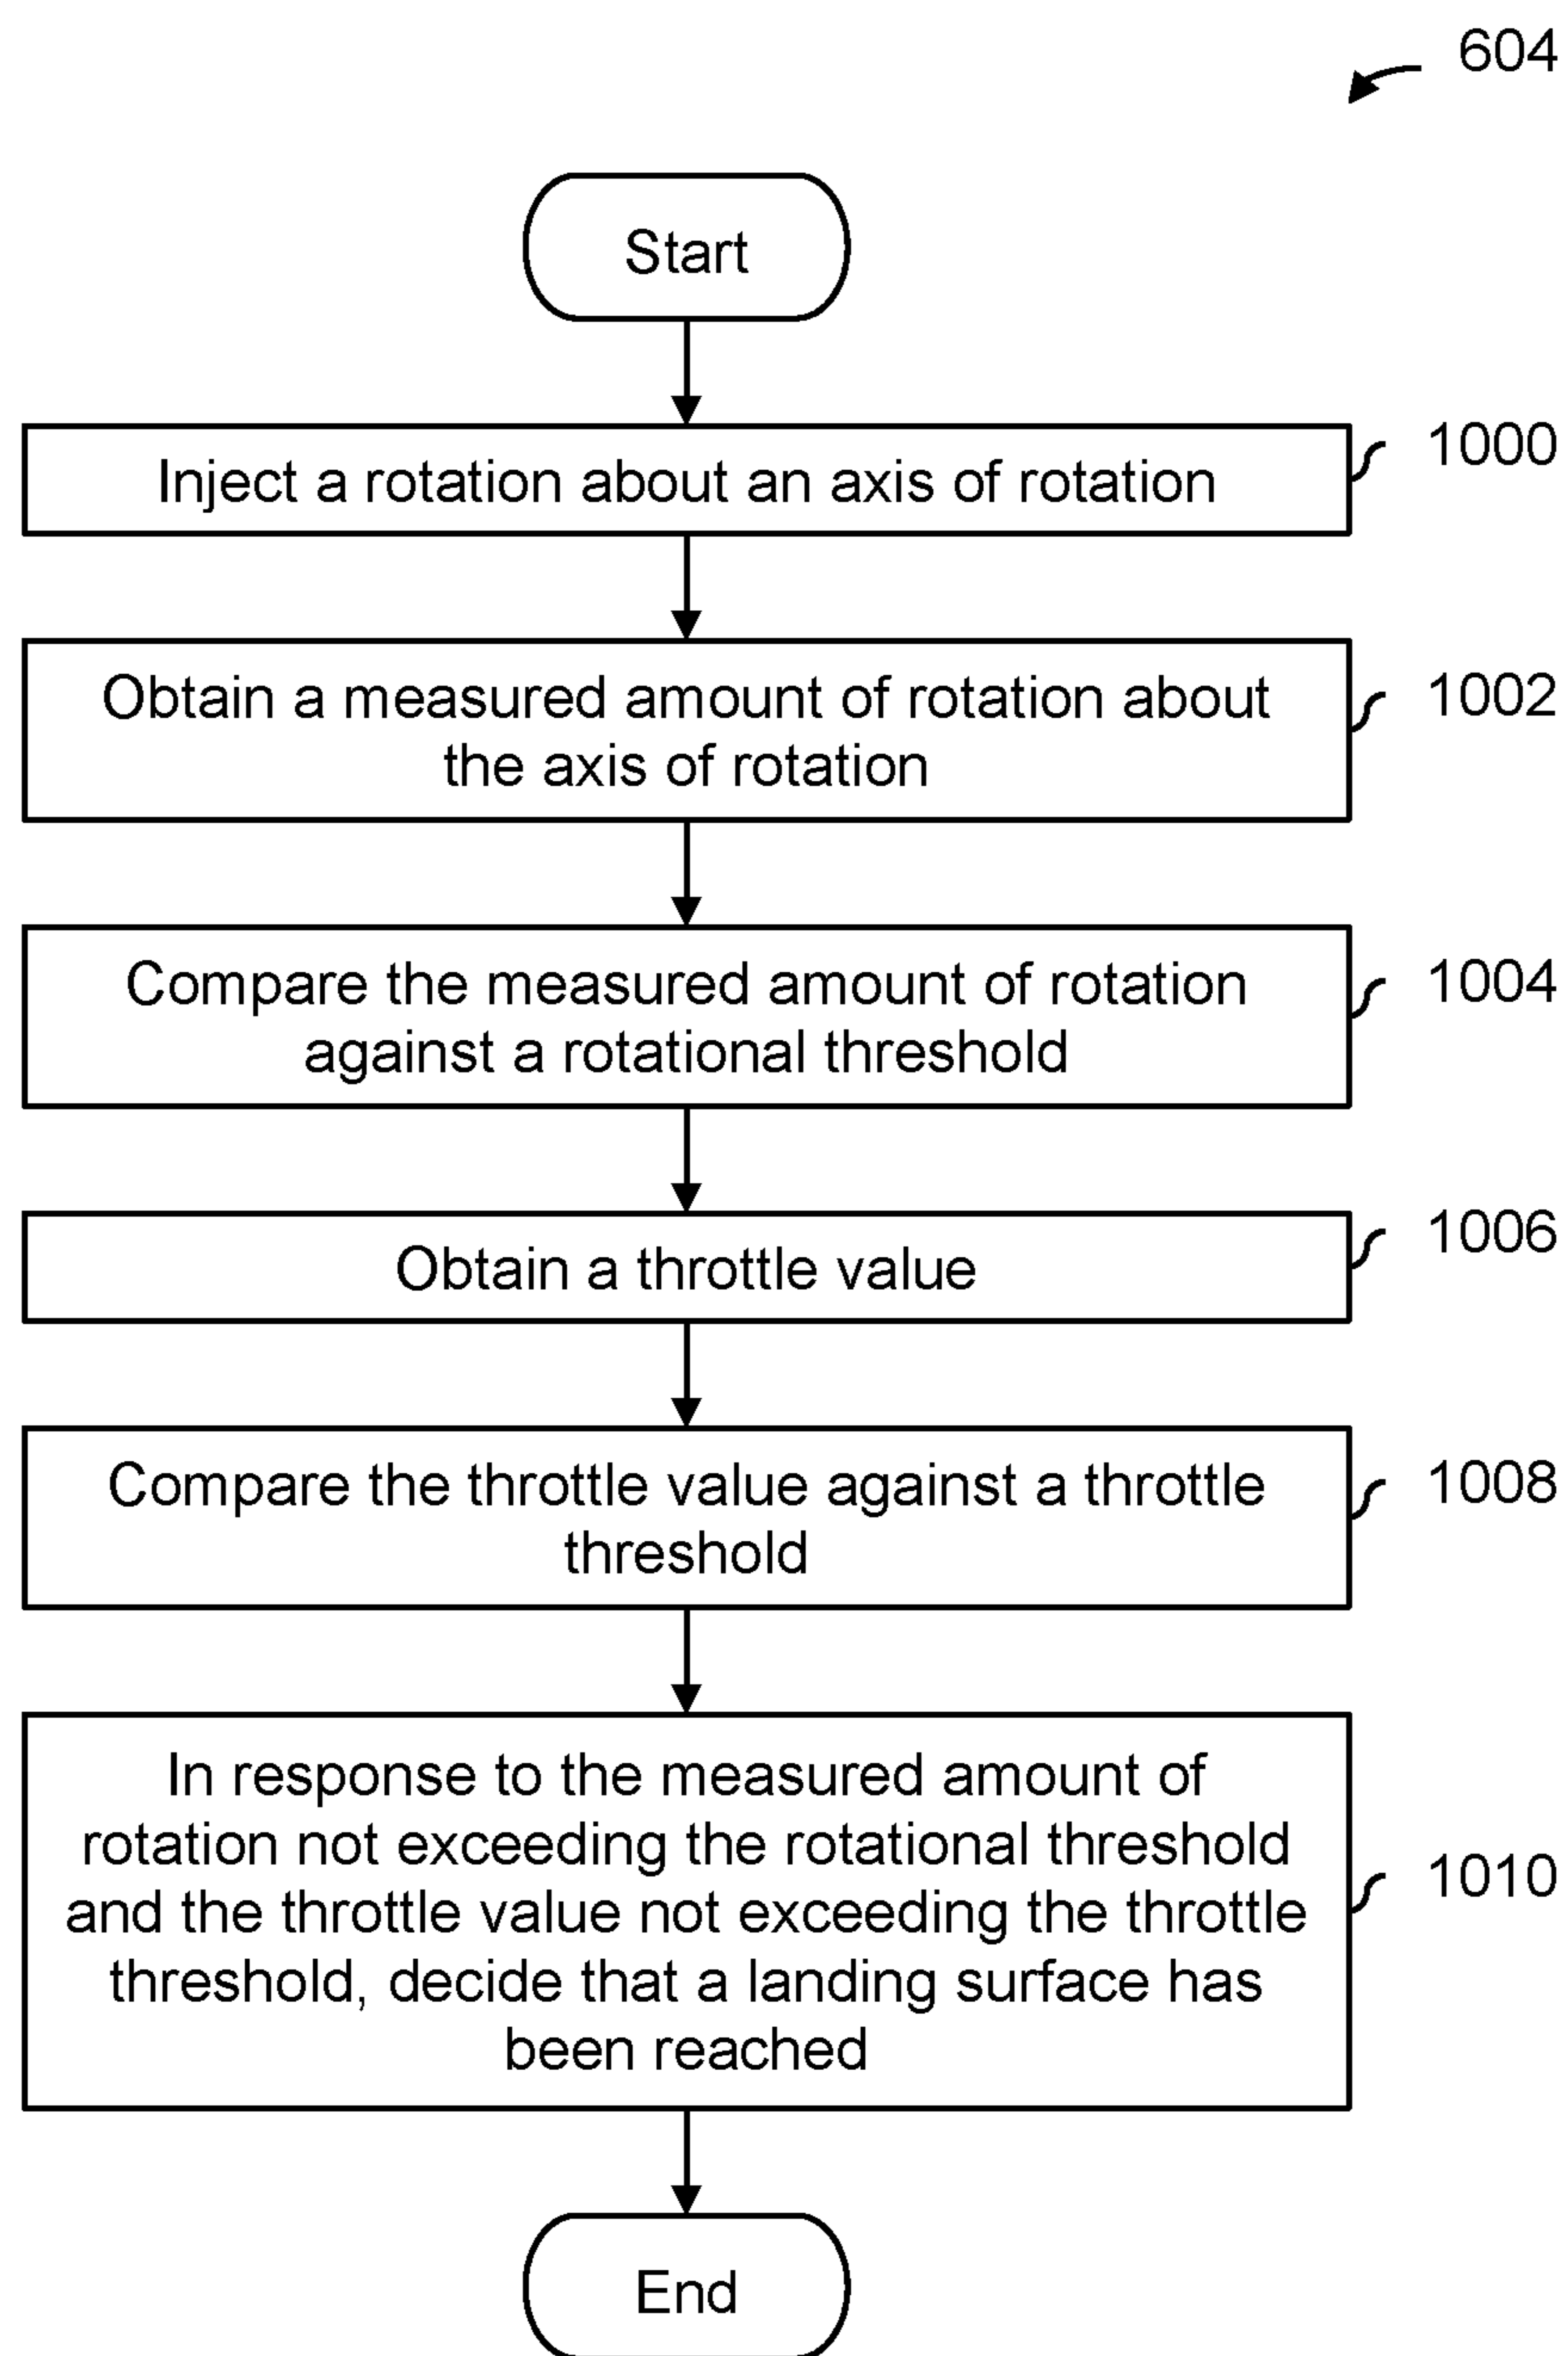 604
Start
Inject a rotation about an axis of rotation
1000
Obtain a measured amount of rotation about
the axis of rotation
1002
Compare the measured amount of rotation
against a rotational threshold
1004
Obtain a throttle value
1006
Compare the throttle value against a throttle
threshold
1008
In response to the measured amount of
rotation not exceeding the rotational threshold
and the throttle value not exceeding the throttle
threshold, decide that a landing surface has
been reached
1010
End